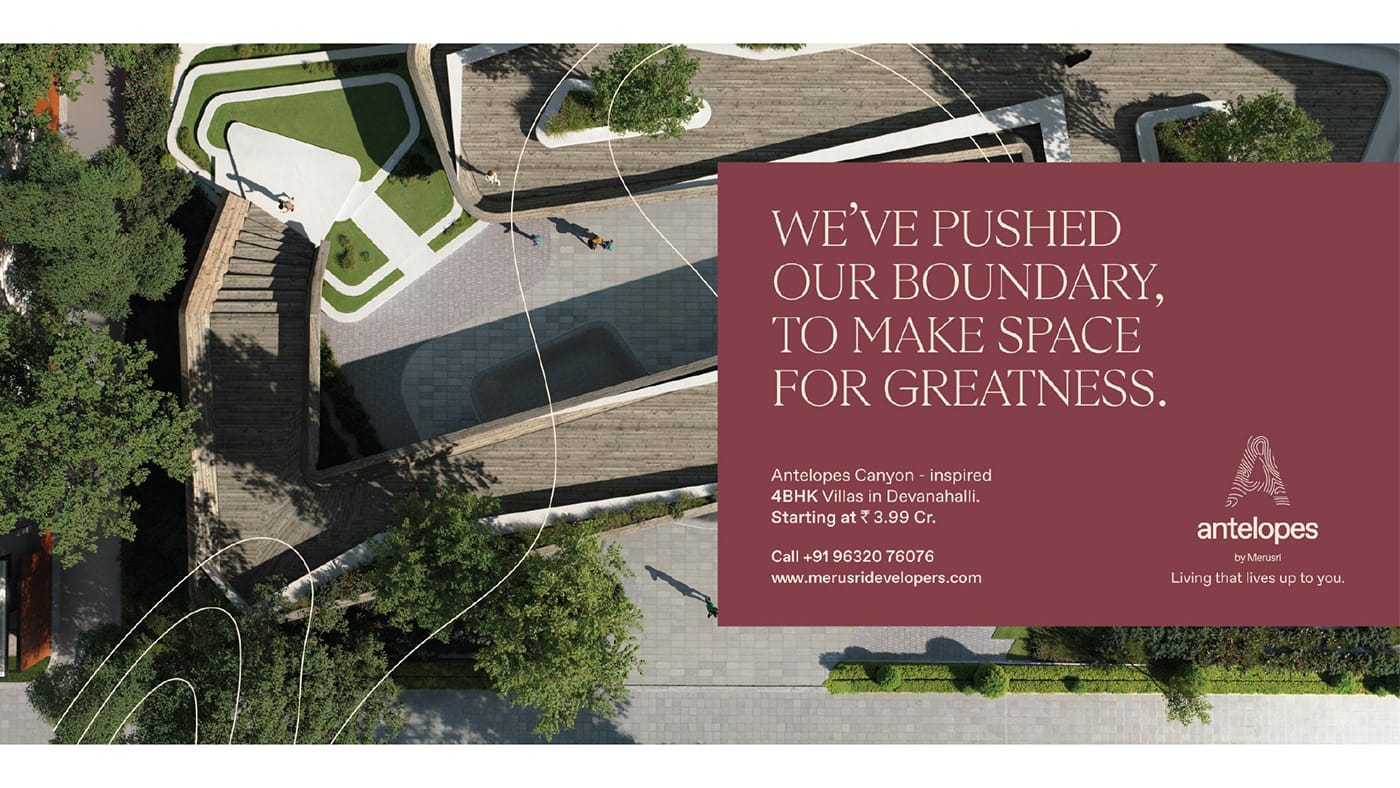 WE’VE PUSHED
OUR BOUNDARY,
TO MAKE SPACE
FOR GREATNESS.
Antelopes Canyon - inspired
4BHK Villas in Devanahalli.
Starting at ₹ 3.99 Cr.
Call +91 96320 76076
www.merusridevelopers.com
antelopes
by Merusri
Living that lives up to you.